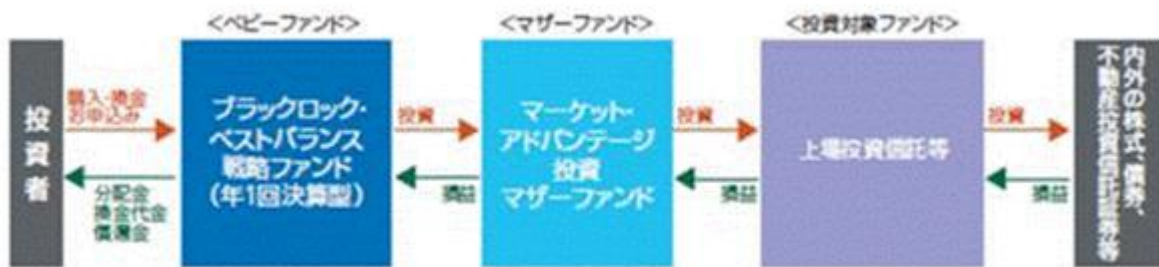 <ベビーファンド>
<マザーファンド>
<投資対象ファンド>
投資者
購入・換金
お申込み
分配金
換金代金
償還金
ブラックロック・
ベストバランス
戦略ファンド
(年1回決算型)
投資
損益
マーケット・
アドバンテージ
投資
マザーファンド
投資
損益
上場投資信託等
投資
損益
内外の株式、債券、
不動産投資信託証券等